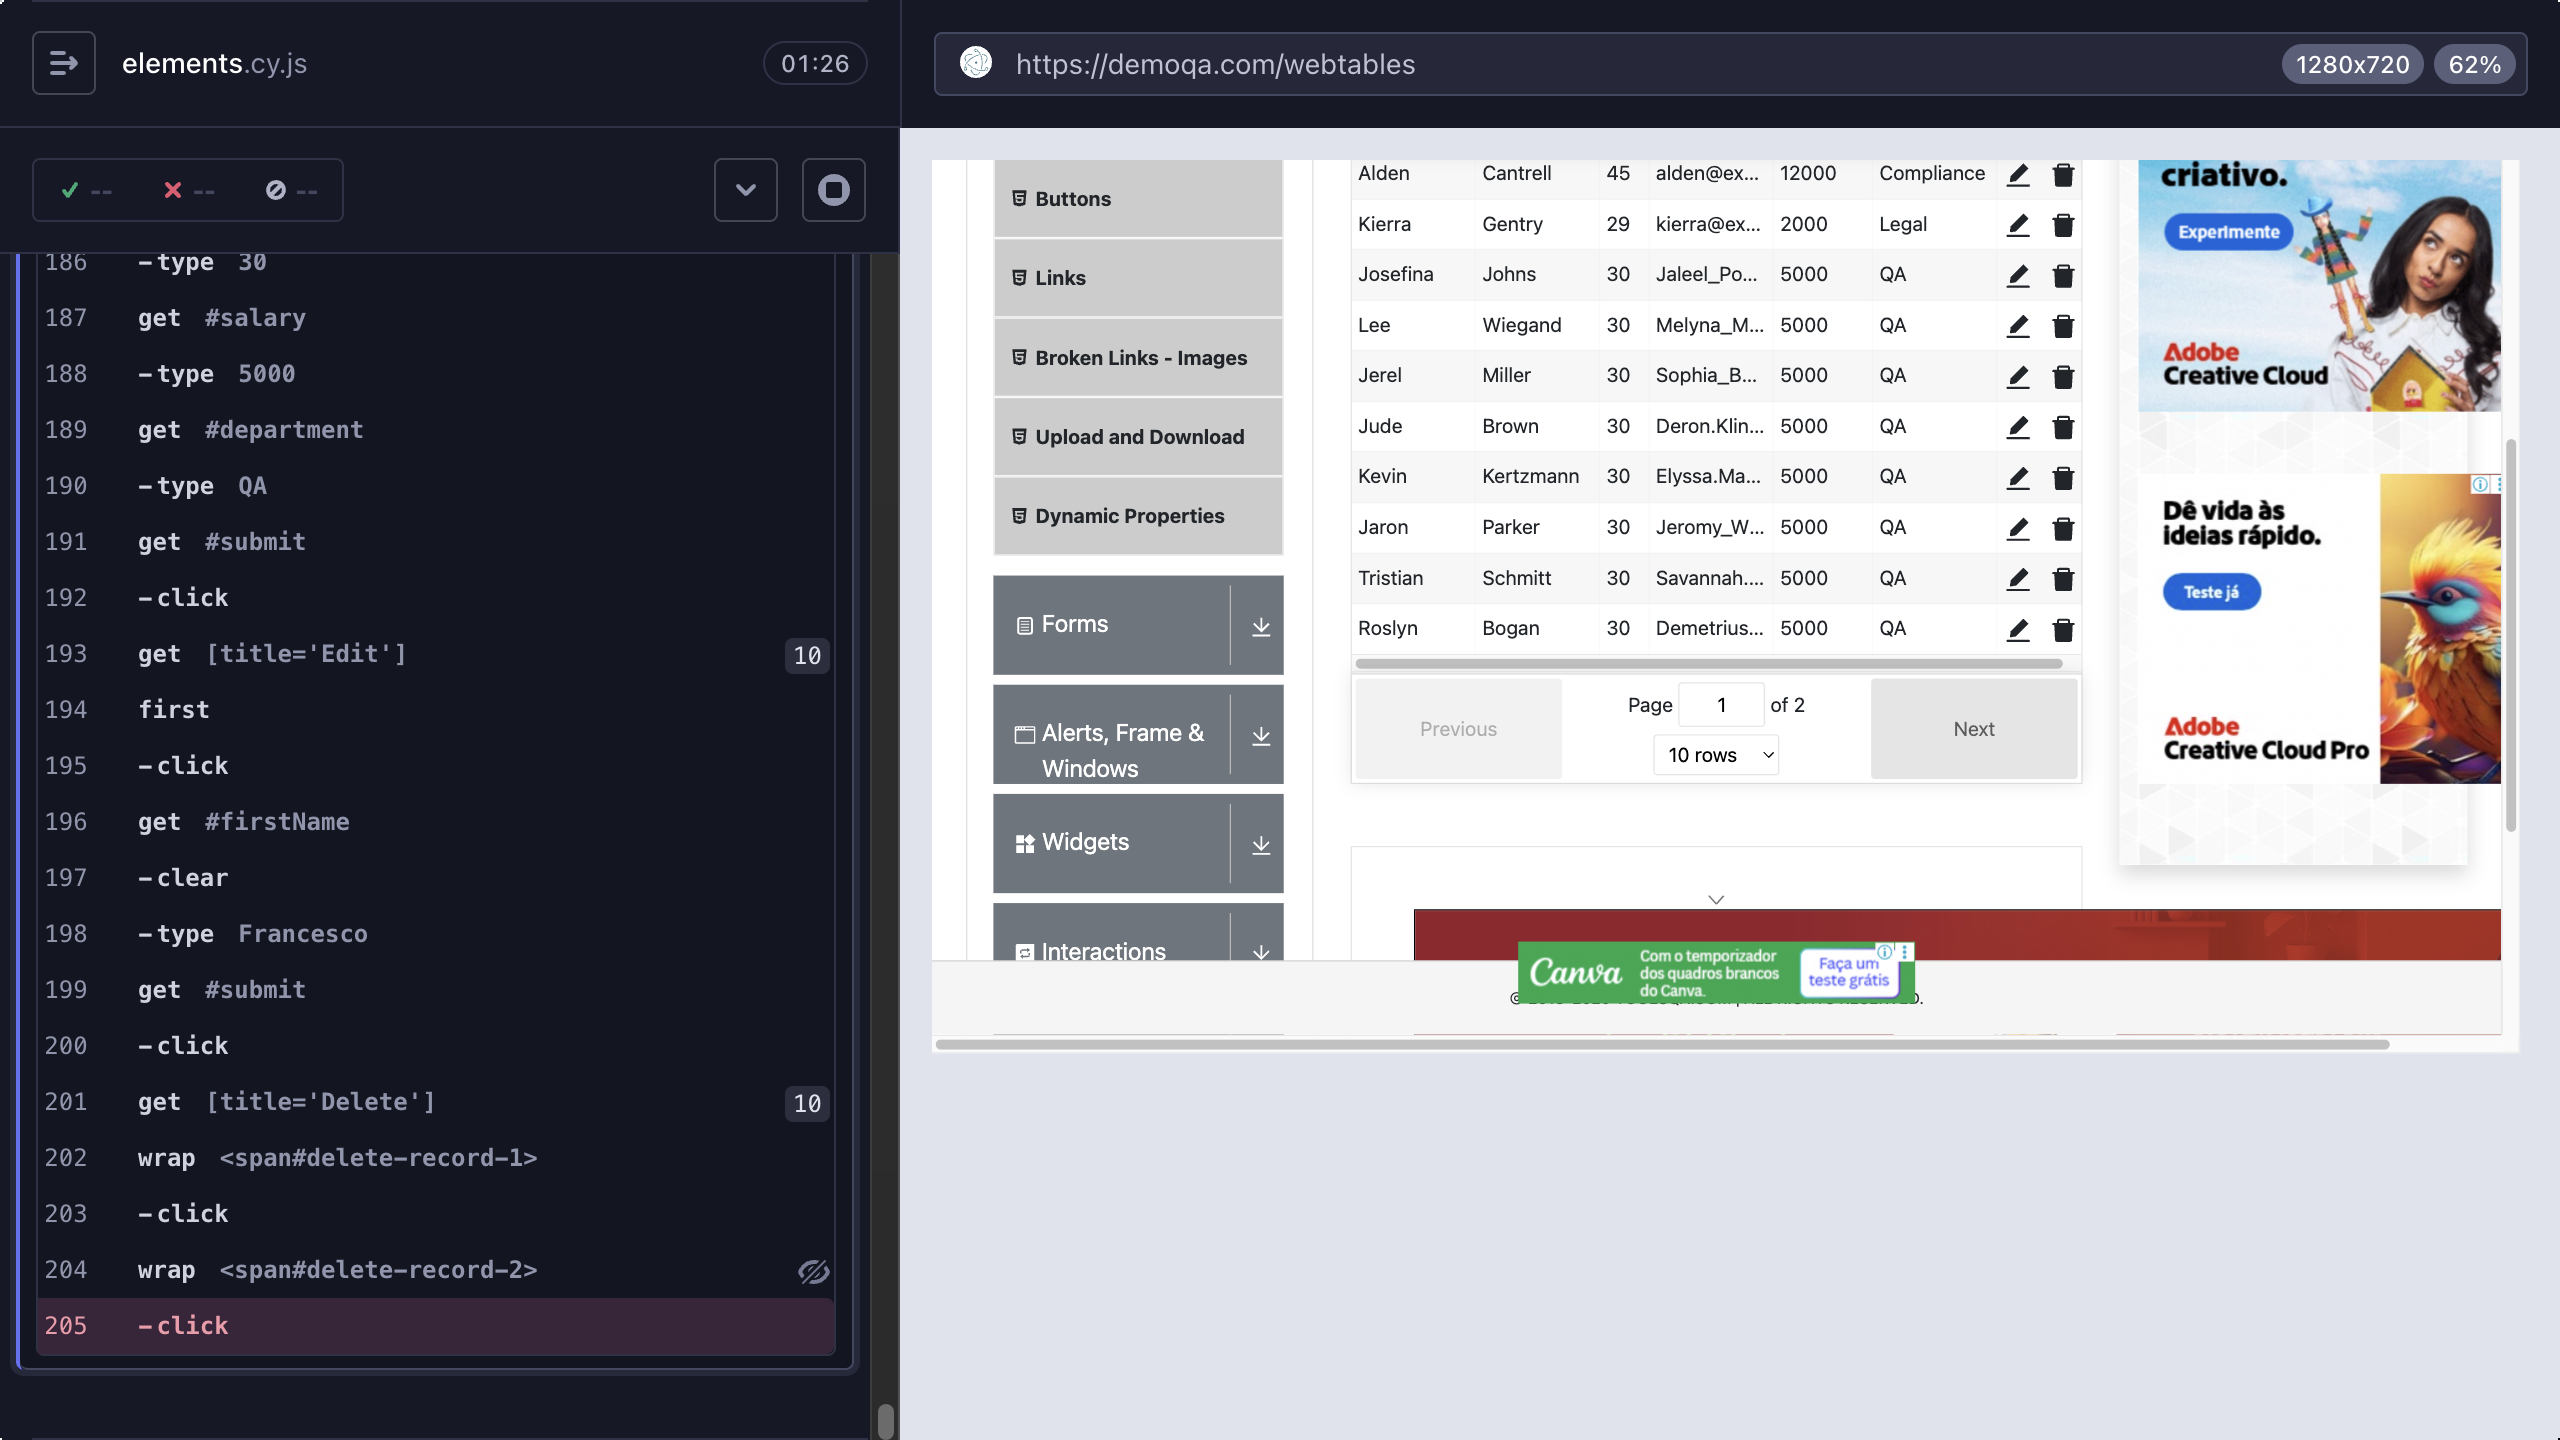 elements.cy.js
01:26
--
--
--
186 -type 30
187 get #salary
188 -type 5000
189 get #department
190 -type QA
191 get #submit
192 -click
193 get [title='Edit'] 10
194 first
195 -click
196 get #firstName
197 -clear
198 -type Francesco
199 get #submit
200 -click
201 get [title='Delete'] 10
202 wrap <span#delete-record-1>
203 -click
204 wrap <span#delete-record-2>
205 -click
https://demoqa.com/webtables
1280x720
62%
Buttons
Links
Broken Links - Images
Upload and Download
Dynamic Properties
Forms
Alerts, Frame &
Windows
Widgets
Interactions
Alden Cantrell 45 alden@ex... 12000 Compliance
Kierra Gentry 29 kierra@ex... 2000 Legal
Josefina Johns 30 Jaleel_Po... 5000 QA
Lee Wiegand 30 Melyna_M... 5000 QA
Jerel Miller 30 Sophia_B... 5000 QA
Jude Brown 30 Deron.Klin... 5000 QA
Kevin Kertzmann 30 Elyssa.Ma... 5000 QA
Jaron Parker 30 Jeromy_W... 5000 QA
Tristian Schmitt 30 Savannah.... 5000 QA
Roslyn Bogan 30 Demetrius... 5000 QA
Previous
Page 1 of 2
10 rows
Next
criativo.
Experimente
Adobe
Creative Cloud
Dê vida às
ideias rápido.
Teste já
Adobe
Creative Cloud Pro
Canva
Com o temporizador
dos quadros brancos
do Canva.
Faça um
teste grátis
©